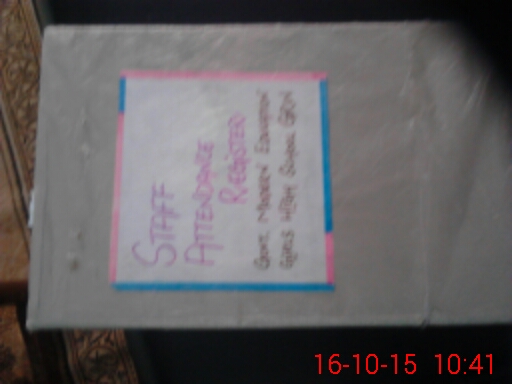 STAFF
ATTENDANCE
REGISTER
GOVT. MODERN EDUCATION
GIRLS HIGH SCHOOL
16-10-15 10:41